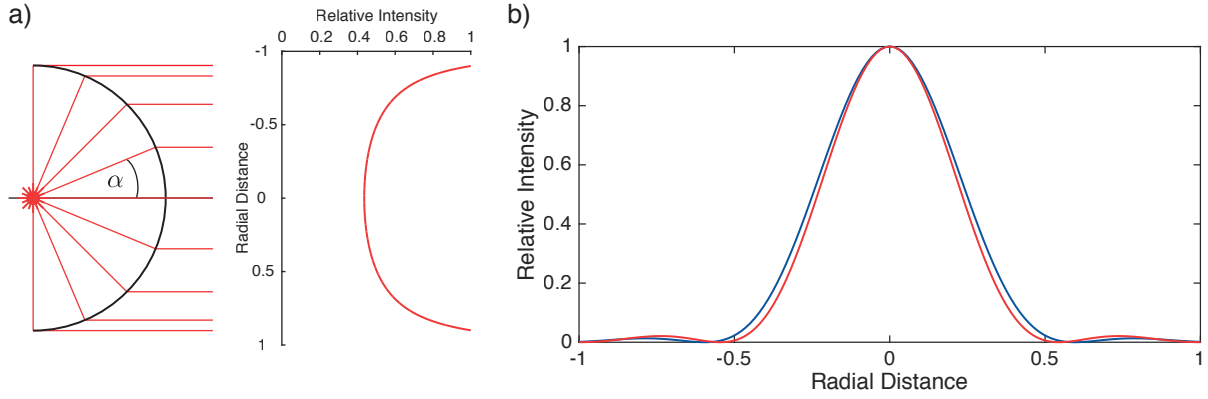 a)
Relative Intensity
0 0.2 0.4 0.6 0.8 1
-1
-0.5
0
0.5
1
Radial Distance
α
b)
1
0.8
0.6
0.4
0.2
0
Relative Intensity
-1 -0.5 0 0.5 1
Radial Distance